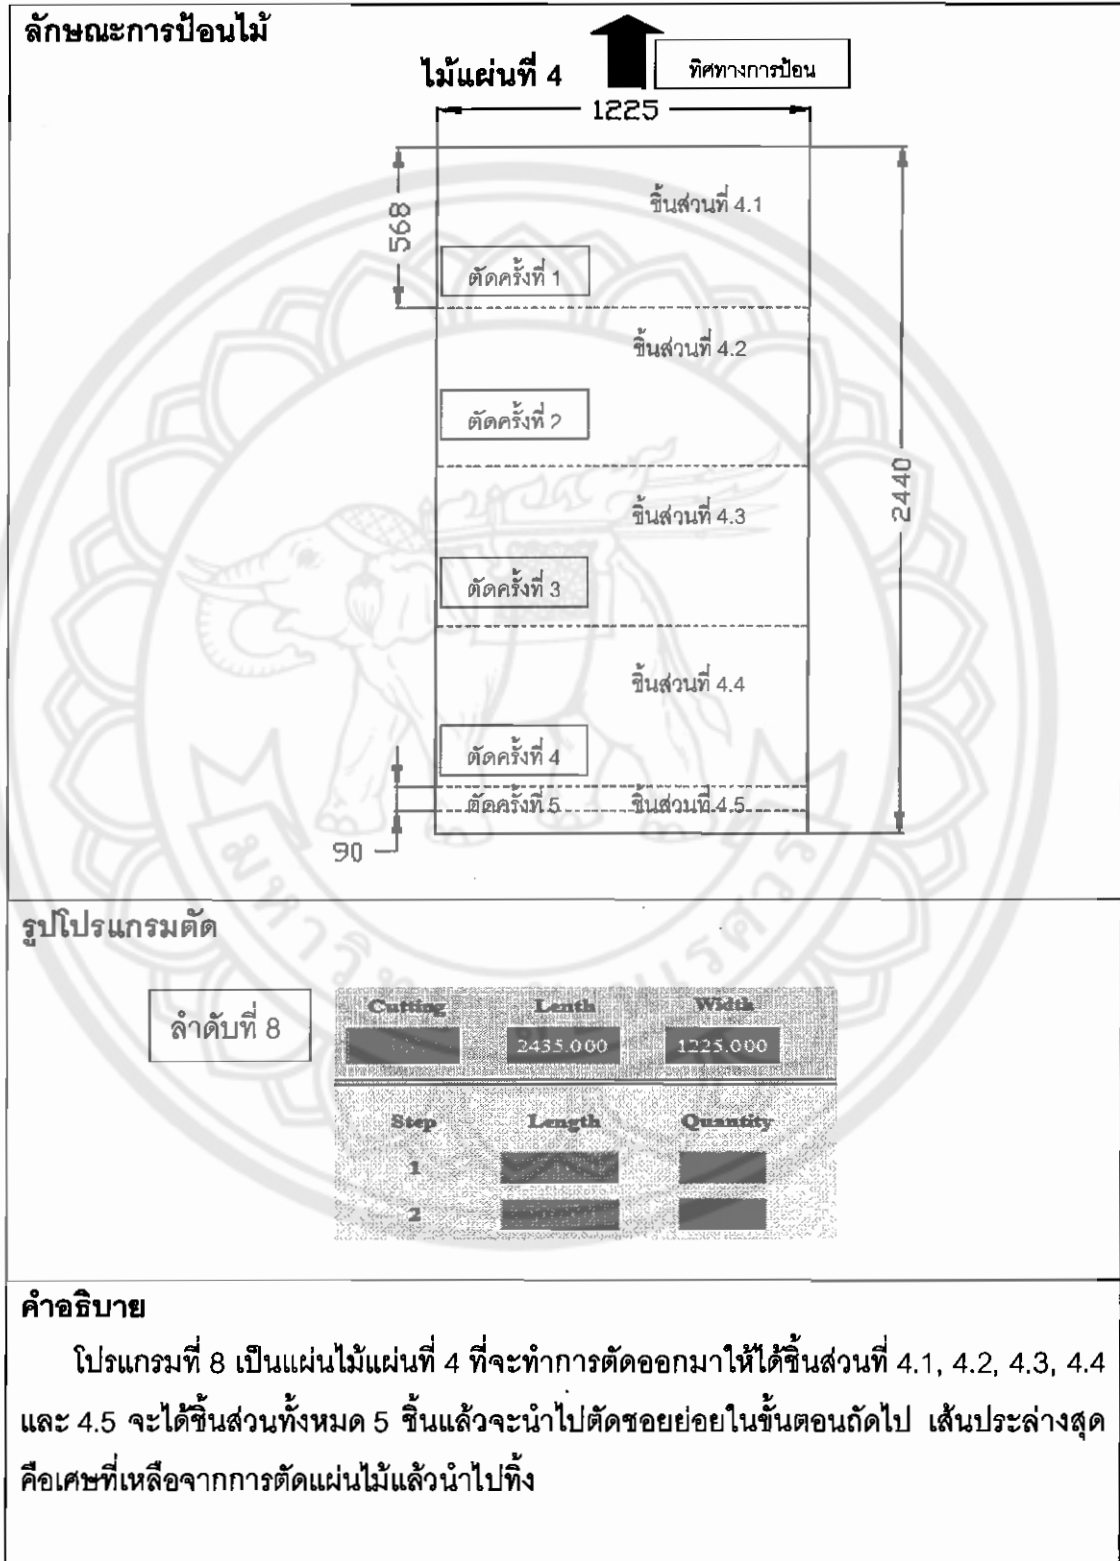 ลักษณะการป้อนไม้
ไม้แผ่นที่ 4
ทิศทางการป้อน
1225
568
ชิ้นส่วนที่ 4.1
ตัดครั้งที่ 1
ชิ้นส่วนที่ 4.2
ตัดครั้งที่ 2
2440
ชิ้นส่วนที่ 4.3
ตัดครั้งที่ 3
ชิ้นส่วนที่ 4.4
ตัดครั้งที่ 4
ตัดครั้งที่ 5 ชิ้นส่วนที่ 4.5
90
รูปโปรแกรมตัด
ลำดับที่ 8
Cutting Lenth Width
2435.000 1225.000
Step Length Quantity
1
2
คำอธิบาย
โปรแกรมที่ 8 เป็นแผ่นไม้แผ่นที่ 4 ที่จะทำการตัดออกมาให้ได้ชิ้นส่วนที่ 4.1, 4.2, 4.3, 4.4
และ 4.5 จะได้ชิ้นส่วนทั้งหมด 5 ชิ้นแล้วจะนำไปตัดซอยย่อยในขั้นตอนถัดไป เส้นประล่างสุด
คือเศษที่เหลือจากการตัดแผ่นไม้แล้วนำไปทิ้ง